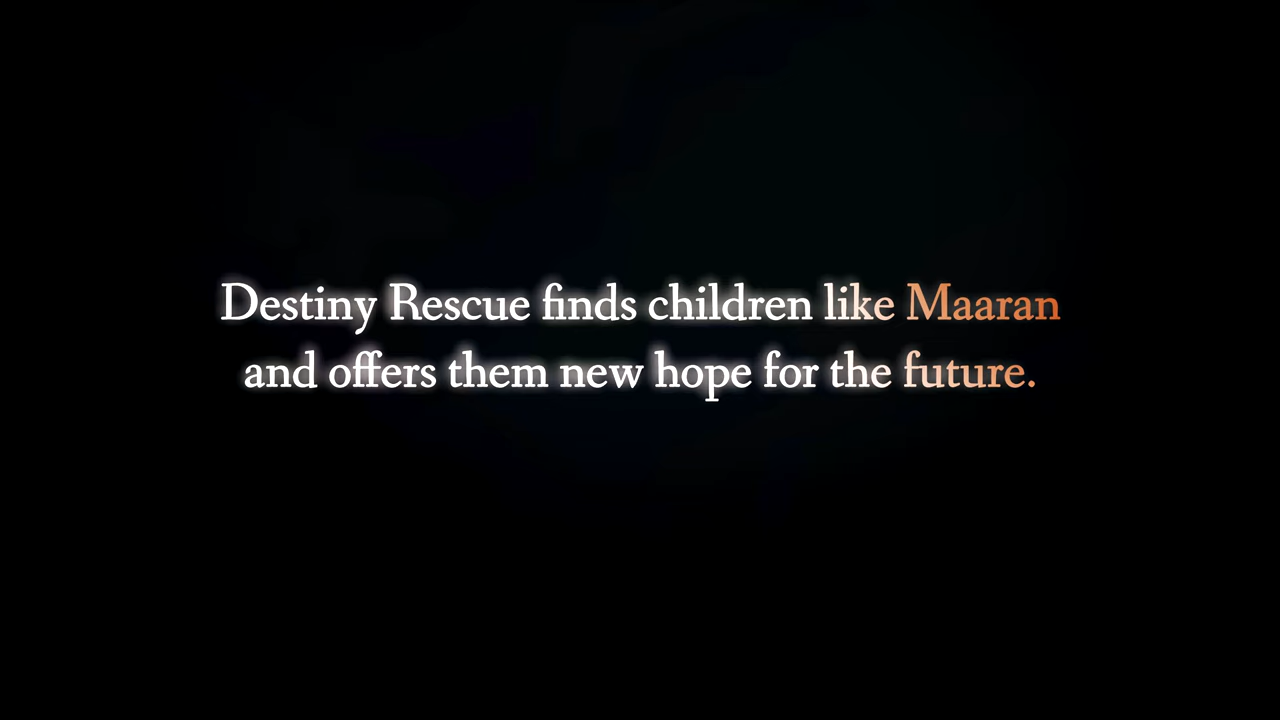 Destiny Rescue finds children like Maaran
and offers them new hope for the future.